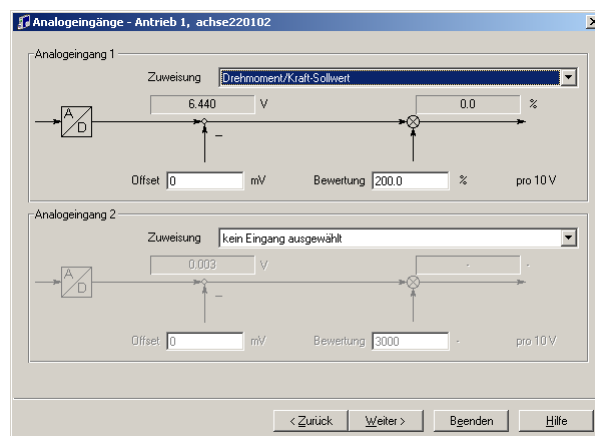 Analogeingänge - Antrieb 1, achse220102
Analogeingang 1
Zuweisung Drehmoment/Kraft-Sollwert
6.440 V 0.0 %
A/D
–
Offset 0 mV Bewertung 200.0 % pro 10 V
Analogeingang 2
Zuweisung kein Eingang ausgewählt
0.003 V - -
A/D
–
Offset 0 mV Bewertung 3000 - pro 10 V
< Zurück Weiter > Beenden Hilfe